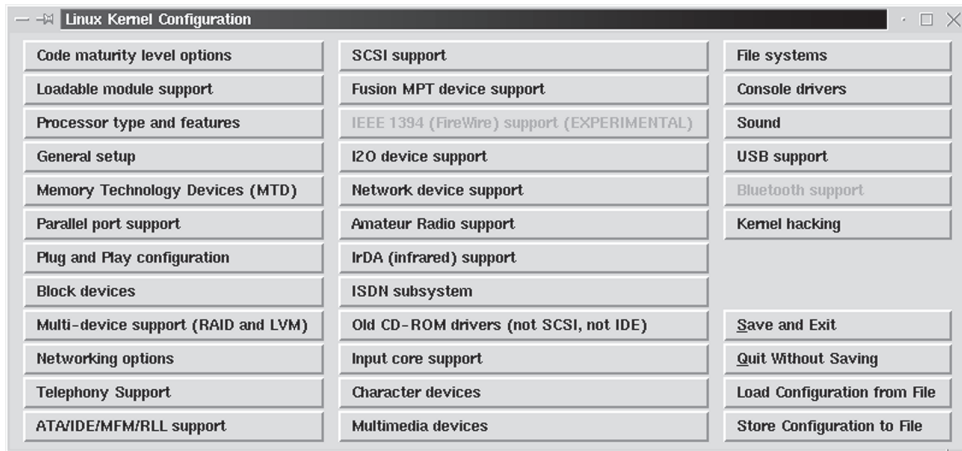 Linux Kernel Configuration
Code maturity level options
Loadable module support
Processor type and features
General setup
Memory Technology Devices (MTD)
Parallel port support
Plug and Play configuration
Block devices
Multi-device support (RAID and LVM)
Networking options
Telephony Support
ATA/IDE/MFM/RLL support
SCSI support
Fusion MPT device support
IEEE 1394 (FireWire) support (EXPERIMENTAL)
I2O device support
Network device support
Amateur Radio support
IrDA (infrared) support
ISDN subsystem
Old CD-ROM drivers (not SCSI, not IDE)
Input core support
Character devices
Multimedia devices
File systems
Console drivers
Sound
USB support
Bluetooth support
Kernel hacking
Save and Exit
Quit Without Saving
Load Configuration from File
Store Configuration to File